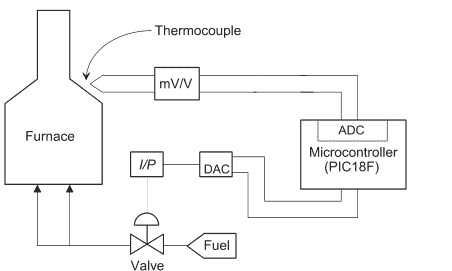 Thermocouple
mV/V
Furnace
ADC
Microcontroller
(PIC18F)
I/P
DAC
Fuel
Valve